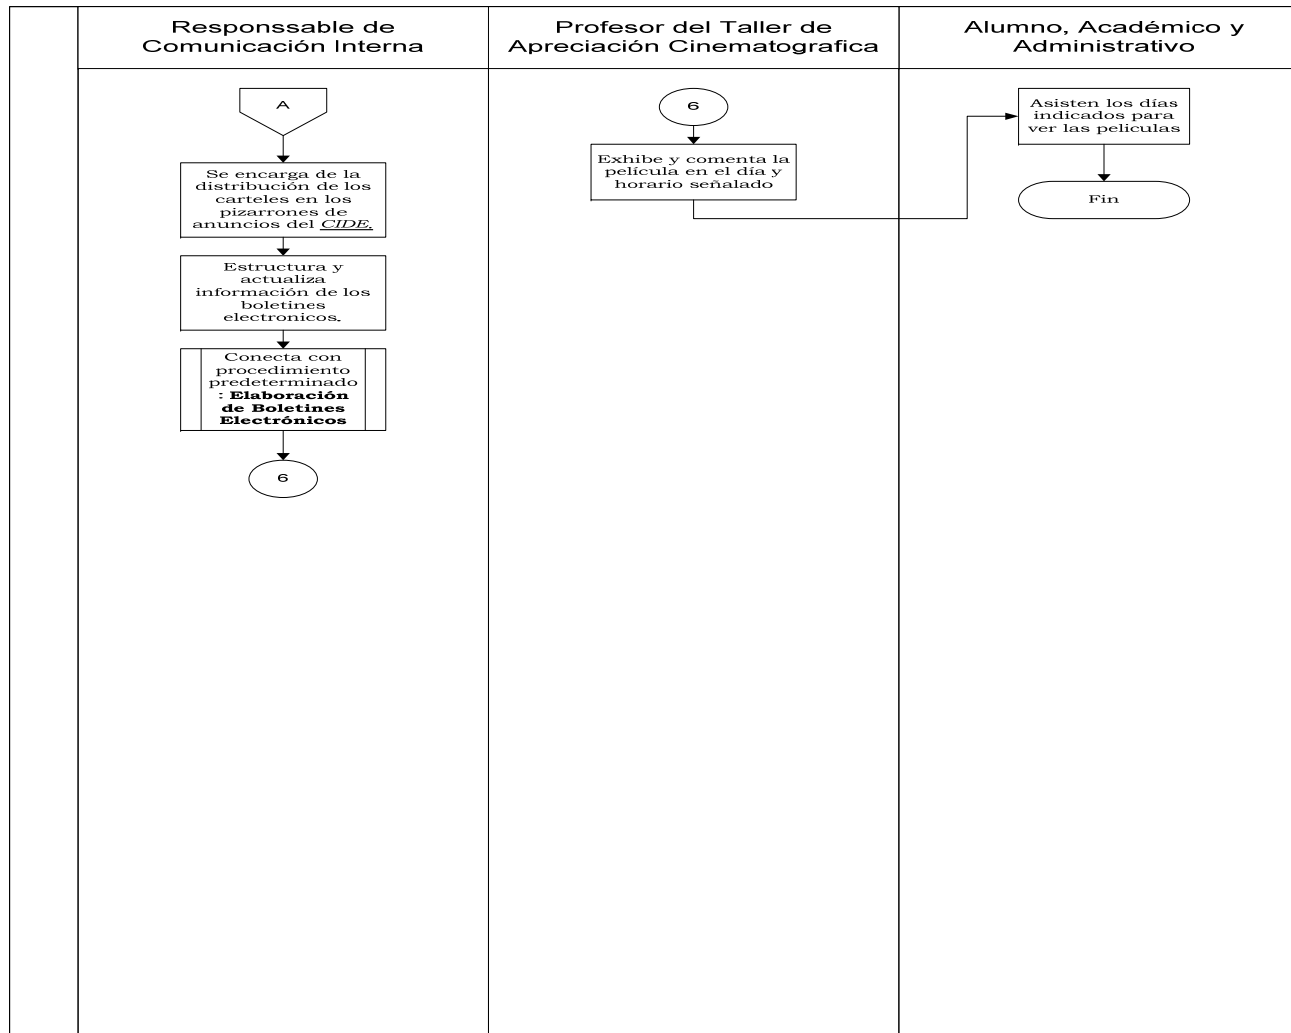 Responssable de
Comunicación Interna
Profesor del Taller de
Apreciación Cinematografica
Alumno, Académico y
Administrativo
A
Se encarga de la
distribución de los
carteles en los
pizarrones de
anuncios del CIDE.
Estructura y
actualiza
información de los
boletines
electronicos.
Conecta con
procedimiento
predeterminado
: Elaboración
de Boletines
Electrónicos
6
6
Exhibe y comenta la
película en el día y
horario señalado
Asisten los días
indicados para
ver las peliculas
Fin